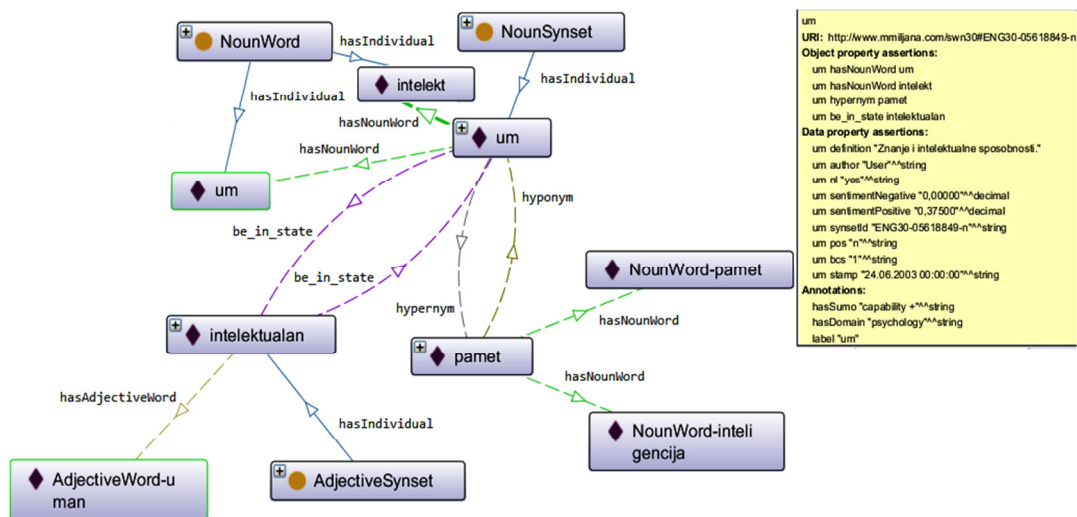 NounWord
hasIndividual
NounSynset
intelekt
hasIndividual
hasIndividual
hasNounWord
um
hasNounWord
um
hyponym
be_in_state
NounWord-pamet
be_in_state
hypernym
hasNounWord
intelektualan
pamet
hasAdjectiveWord
hasNounWord
hasIndividual
NounWord-inteli
gencija
AdjectiveWord-u
man
AdjectiveSynset
um
URI: http://www.mmiljana.com/swn30#ENG30-05618849-n
Object property assertions:
um hasNounWord um
um hasNounWord intelekt
um hypernym pamet
um be_in_state intelektualan
Data property assertions:
um definition "Znanje i intelektualne sposobnosti."
um author "User"^^string
um nl "yes"^^string
um sentimentNegative "0,00000"^^decimal
um sentimentPositive "0,37500"^^decimal
um synsetId "ENG30-05618849-n"^^string
um pos "n"^^string
um bcs "1"^^string
um stamp "24.06.2003 00:00:00"^^string
Annotations:
hasSumo "capability +"^^string
hasDomain "psychology"^^string
label "um"